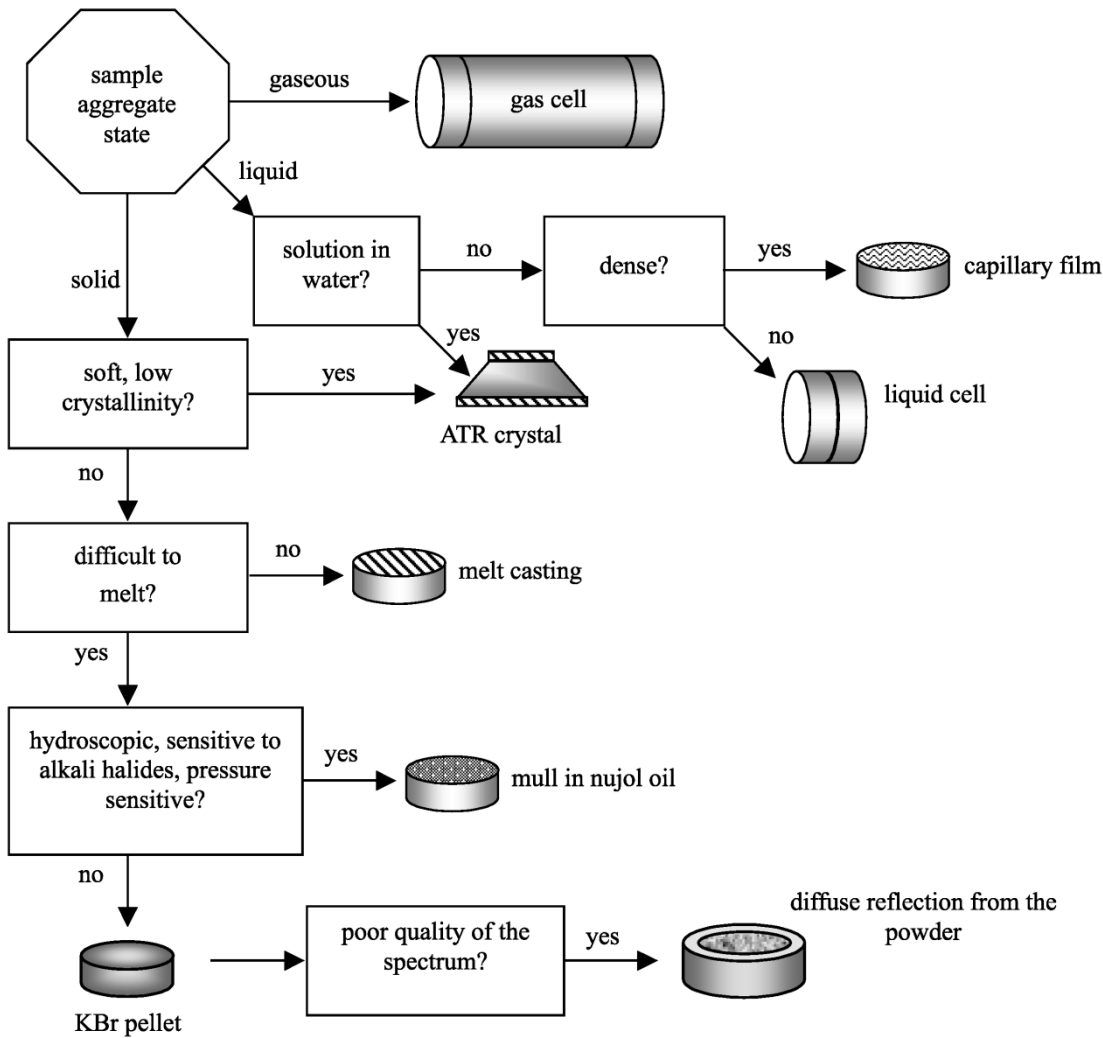 sample
aggregate
state
gaseous
gas cell
liquid
solution in
water?
no
dense?
yes
capillary film
solid
yes
no
soft, low
crystallinity?
yes
liquid cell
ATR crystal
no
difficult to
melt?
no
melt casting
yes
hydroscopic, sensitive to
alkali halides, pressure
sensitive?
yes
mull in nujol oil
no
KBr pellet
poor quality of the
spectrum?
yes
diffuse reflection from the
powder